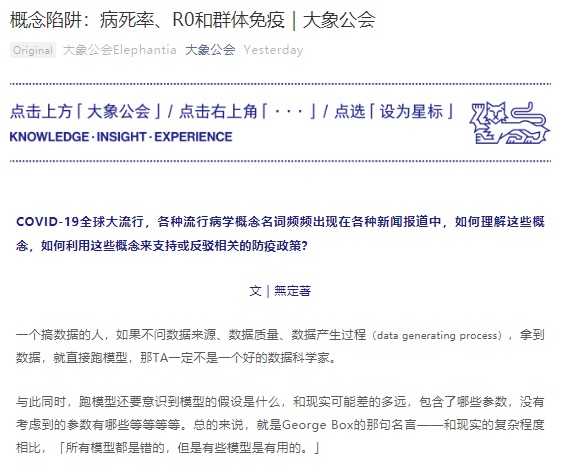 概念陷阱：病死率、R0和群体免疫 | 大象公会
Original 大象公会Elephantia 大象公会 Yesterday
点击上方「大象公会」/ 点击右上角「···」/ 点选「设为星标」
KNOWLEDGE·INSIGHT·EXPERIENCE
COVID-19全球大流行，各种流行病学概念名词频频出现在各种新闻报道中，如何理解这些概
念，如何利用这些概念来支持或反驳相关的防疫政策？
文 | 無定著
一个搞数据的人，如果不问数据来源、数据质量、数据产生过程（data generating process），拿到
数据，就直接跑模型，那TA一定不是一个好的数据科学家。
与此同时，跑模型还要意识到模型的假设是什么，和现实可能差的多远，包含了哪些参数，没有
考虑到的参数有哪些等等等等。总的来说，就是George Box的那句名言——和现实的复杂程度
相比，「所有模型都是错的，但是有些模型是有用的。」